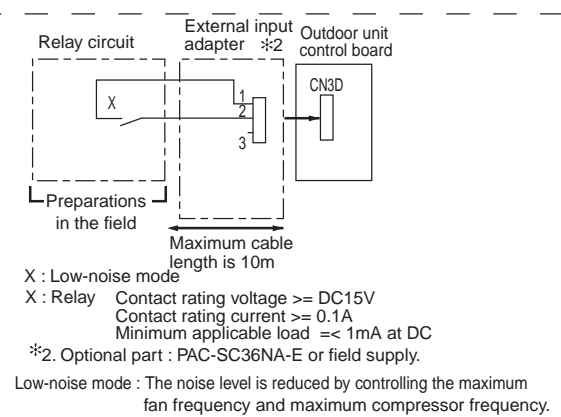 Relay circuit
External input
adapter ※2
Outdoor unit
control board
X
1
2
3
CN3D
Preparations
in the field
Maximum cable
length is 10m
X : Low-noise mode
X : Relay Contact rating voltage >= DC15V
Contact rating current >= 0.1A
Minimum applicable load =< 1mA at DC
※2. Optional part : PAC-SC36NA-E or field supply.
Low-noise mode : The noise level is reduced by controlling the maximum
fan frequency and maximum compressor frequency.